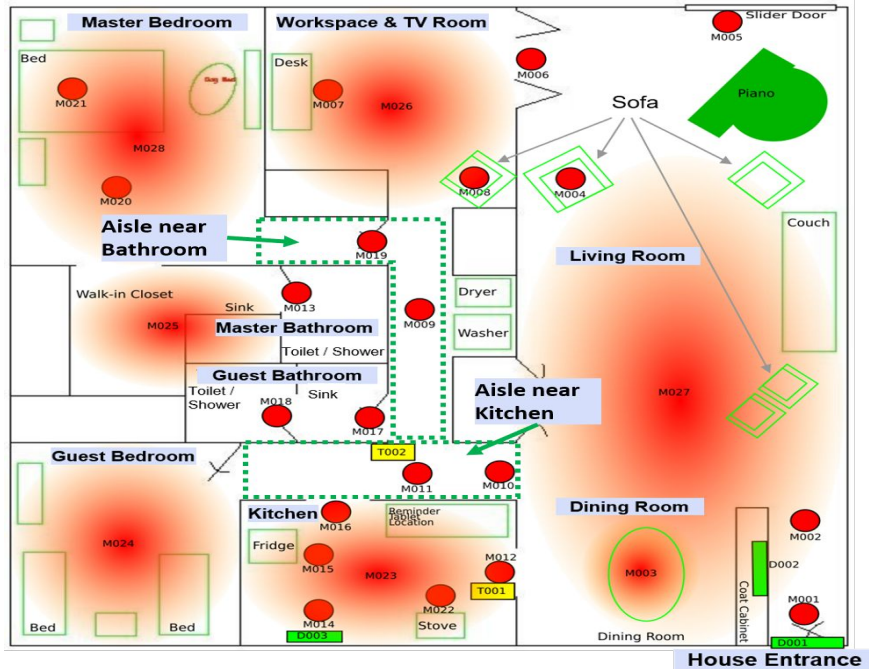 Master Bedroom
Workspace & TV Room
Slider Door
M005
Bed
M021
Dog Bed
Desk
M007
M026
M006
Sofa
Piano
M028
M020
M008
M004
Aisle near
Bathroom
M019
Couch
Living Room
Walk-in Closet
M013
Sink
M025
Master Bathroom
Toilet / Shower
M009
Dryer
Washer
Guest Bathroom
Toilet /
Shower
M018
Sink
M017
Aisle near
Kitchen
M027
Guest Bedroom
T002
M011
M010
Kitchen
M016
Reminder
Tablet
Location
Dining Room
M024
Fridge
M015
M023
M012
T001
M003
M002
D002
Coat Cabinet
M014
D003
M022
Stove
M001
D001
Bed
Bed
Dining Room
House Entrance